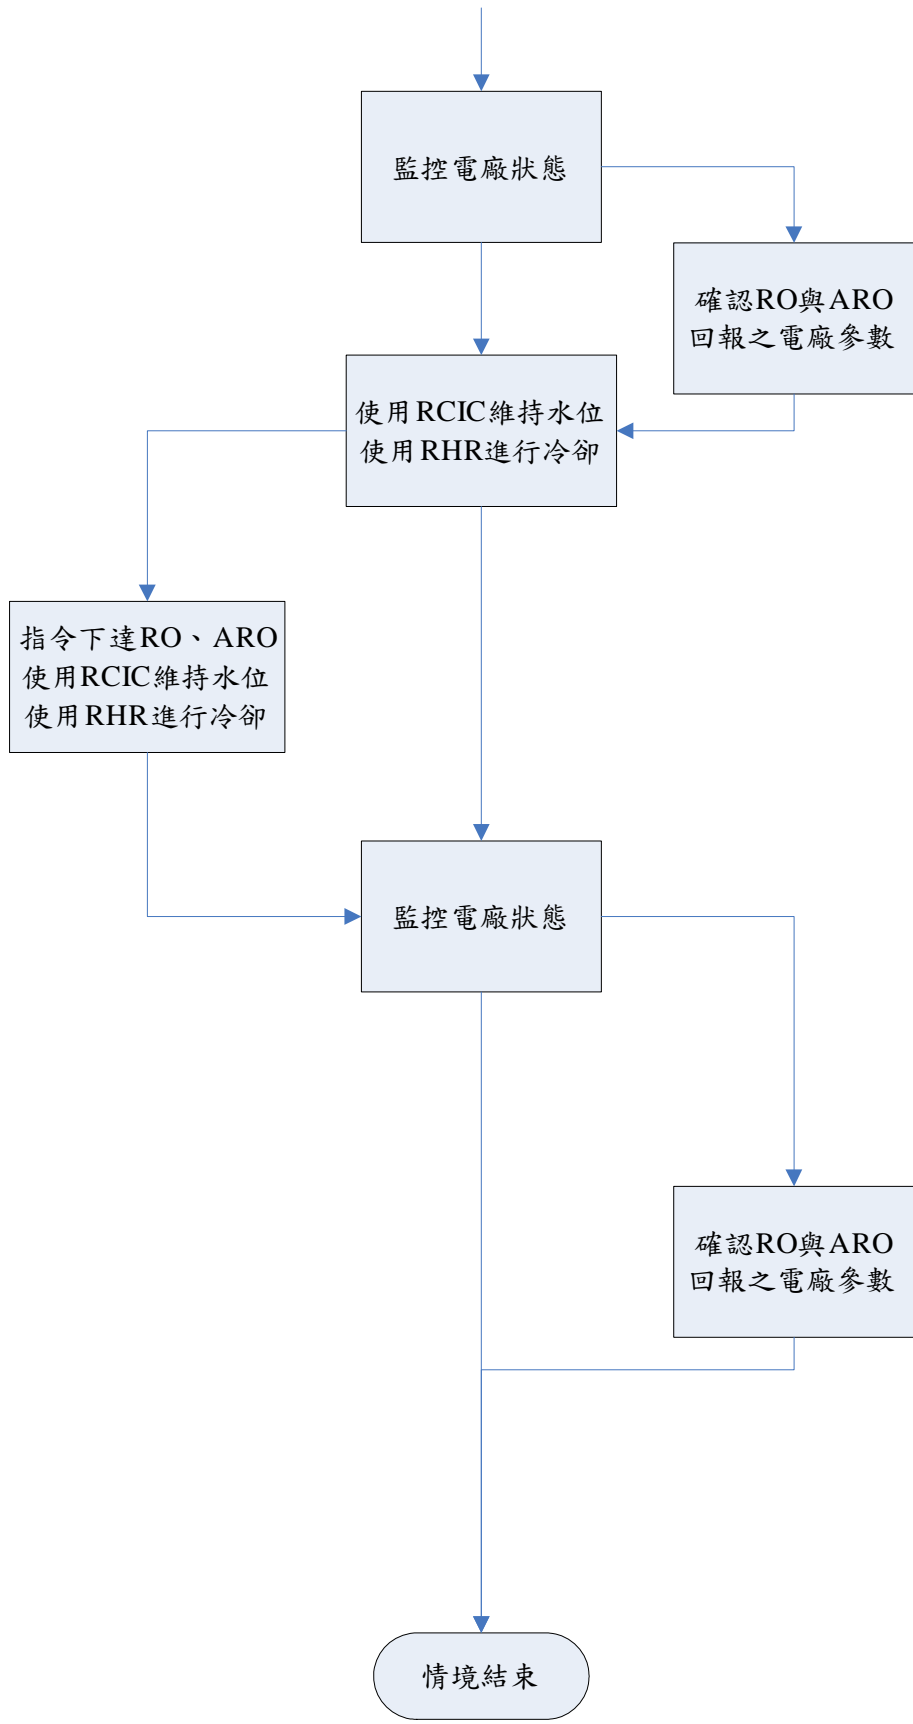 監控電廠狀態
確認RO與ARO
回報之電廠參數
使用RCIC維持水位
使用RHR進行冷卻
指令下達RO、ARO
使用RCIC維持水位
使用RHR進行冷卻
監控電廠狀態
確認RO與ARO
回報之電廠參數
情境結束